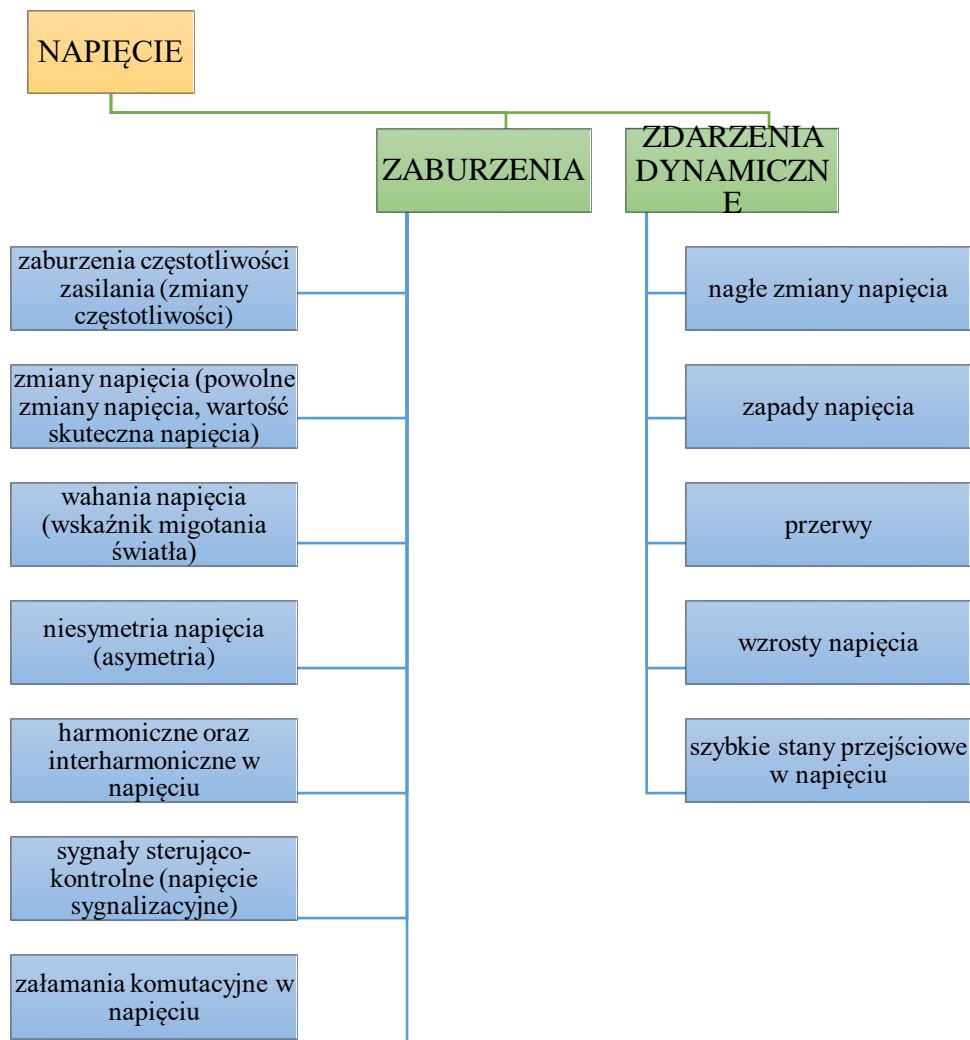 NAPIĘCIE
ZABURZENIA
ZDARZENIA
DYNAMICZN
E
zaburzenia częstotliwości
zasilania (zmiany
częstotliwości)
zmiany napięcia (powolne
zmiany napięcia, wartość
skuteczna napięcia)
wahania napięcia
(wskaźnik migotania
światła)
niesymetria napięcia
(asymetria)
harmoniczne oraz
interharmoniczne w
napięciu
sygnały sterująco-
kontrolne (napięcie
sygnalizacyjne)
załamania komutacyjne w
napięciu
nagłe zmiany napięcia
zapady napięcia
przerwy
wzrosty napięcia
szybkie stany przejściowe
w napięciu